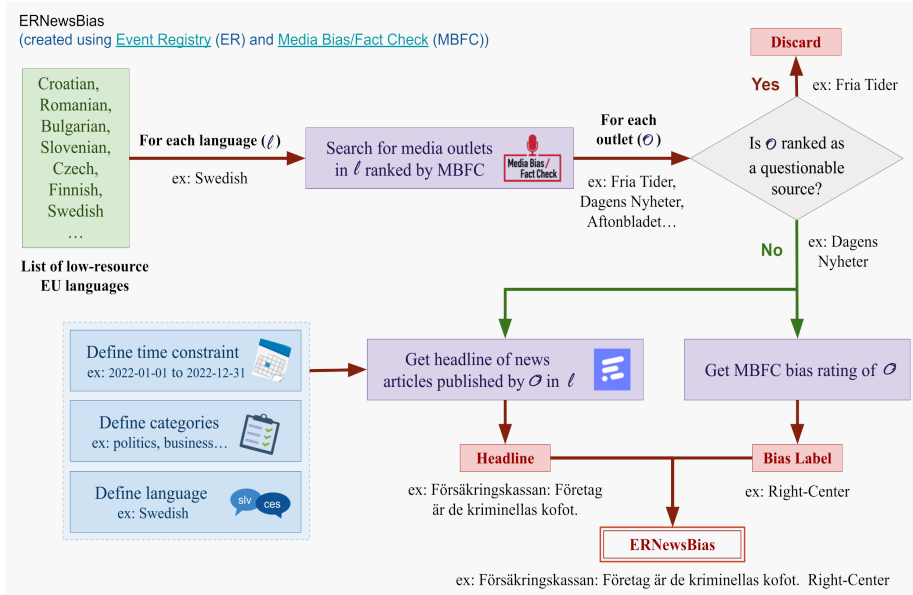 ERNewsBias
(created using Event Registry (ER) and Media Bias/Fact Check (MBFC))
Croatian,
Romanian,
Bulgarian,
Slovenian,
Czech,
Finnish,
Swedish
…
List of low-resource
EU languages
For each language (ℓ)
ex: Swedish
Search for media outlets
in ℓ ranked by MBFC
Media Bias/
Fact Check
For each
outlet (𝒪)
ex: Fria Tider,
Dagens Nyheter,
Aftonbladet…
Discard
Yes
ex: Fria Tider
Is 𝒪 ranked as
a questionable
source?
No
ex: Dagens
Nyheter
Define time constraint
ex: 2022-01-01 to 2022-12-31
Define categories
ex: politics, business…
Define language
ex: Swedish
slv
ces
Get headline of news
articles published by 𝒪 in ℓ
Get MBFC bias rating of 𝒪
Headline
ex: Försäkringskassan: Företag
är de kriminellas kofot.
Bias Label
ex: Right-Center
ERNewsBias
ex: Försäkringskassan: Företag är de kriminellas kofot. Right-Center